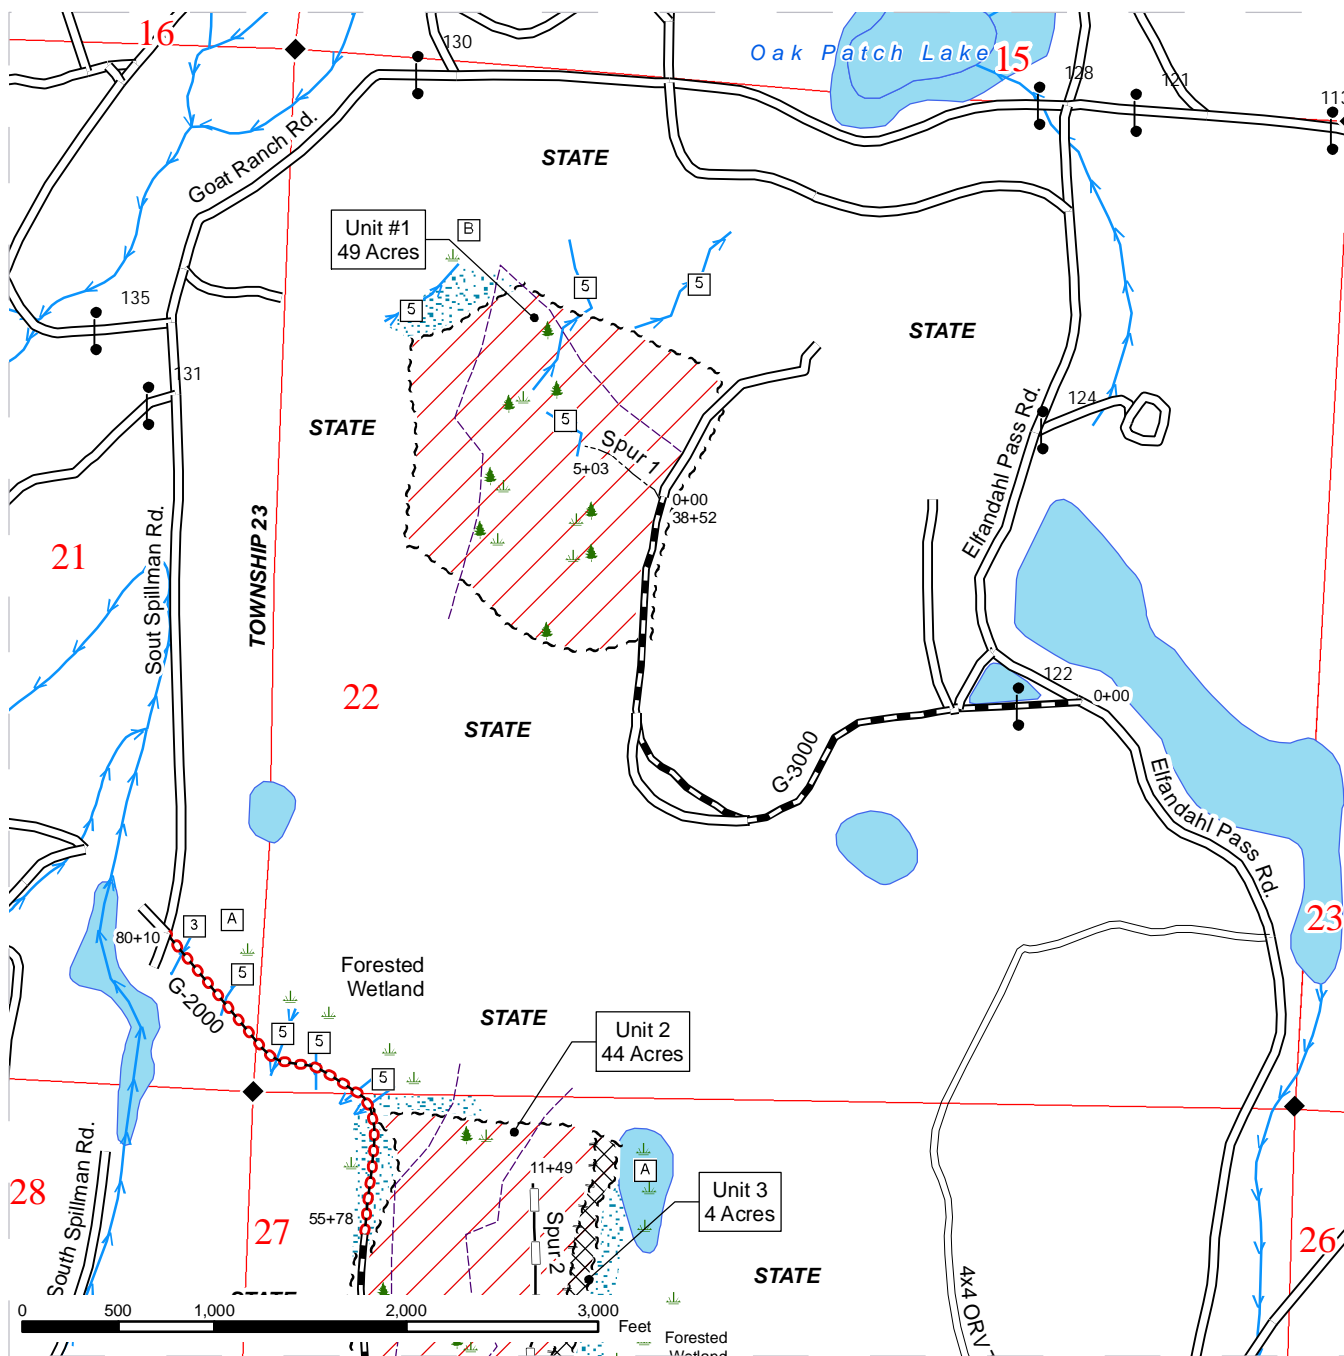 16
130
Oak Patch Lake
15
128
121
Goat Ranch Rd.
STATE
Unit #1
49 Acres
B
5
5
5
135
STATE
131
STATE
124
5
Spur 1
5+03
0+00
38+52
Elfandahl Pass Rd.
Sout Spillman Rd.
TOWNSHIP 23
21
22
122
0+00
STATE
G-3000
Elfandahl Pass Rd.
3
A
80+10
23
5
Forested
Wetland
G-2000
STATE
5
5
Unit 2
44 Acres
5
South Spillman Rd.
28
11+49
A
Unit 3
4 Acres
55+78
27
Spur 2
26
STATE
4x4 ORV
STATE
0
500
1,000
2,000
3,000
Feet
Forested
Wetland